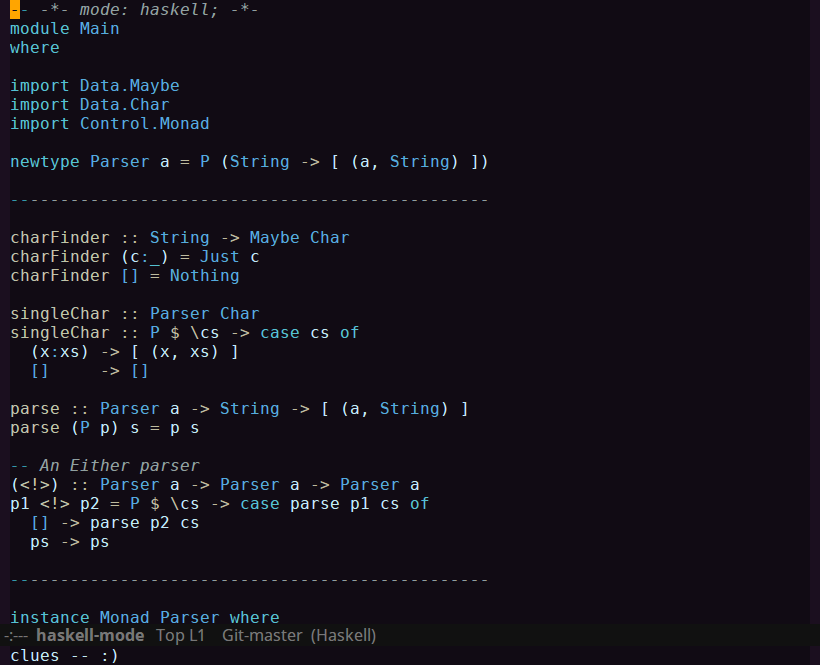 -- -*- mode: haskell; -*-
module Main
where
import Data.Maybe
import Data.Char
import Control.Monad
newtype Parser a = P (String -> [ (a, String) ])
------------------------------------------------
charFinder :: String -> Maybe Char
charFinder (c:_) = Just c
charFinder [] = Nothing
singleChar :: Parser Char
singleChar :: P $ \cs -> case cs of
  (x:xs) -> [ (x, xs) ]
  []     -> []
parse :: Parser a -> String -> [ (a, String) ]
parse (P p) s = p s
-- An Either parser
(<!>) :: Parser a -> Parser a -> Parser a
p1 <!> p2 = P $ \cs -> case parse p1 cs of
  [] -> parse p2 cs
  ps -> ps
------------------------------------------------
instance Monad Parser where
-:--- haskell-mode Top L1 Git-master (Haskell)
clues -- :)